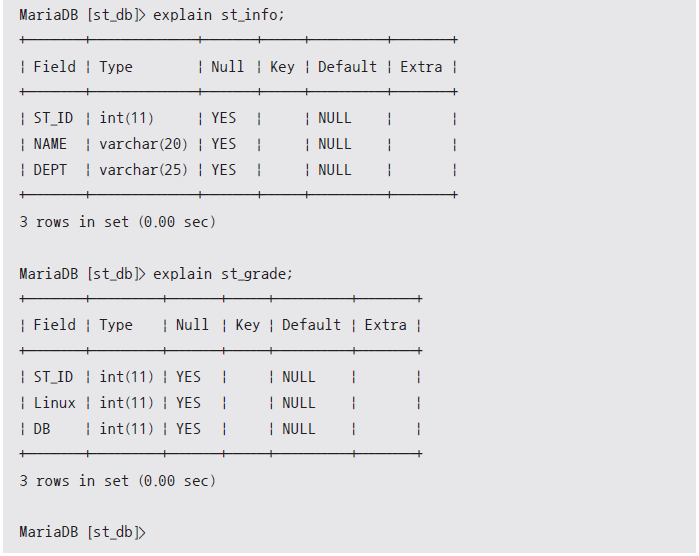 MariaDB [st_db]> explain st_info;
+-------+-------------+------+-----+---------+-------+
| Field | Type | Null | Key | Default | Extra |
+-------+-------------+------+-----+---------+-------+
| ST_ID | int(11) | YES | | NULL | |
| NAME | varchar(20) | YES | | NULL | |
| DEPT | varchar(25) | YES | | NULL | |
+-------+-------------+------+-----+---------+-------+
3 rows in set (0.00 sec)
MariaDB [st_db]> explain st_grade;
+-------+---------+------+-----+---------+-------+
| Field | Type | Null | Key | Default | Extra |
+-------+---------+------+-----+---------+-------+
| ST_ID | int(11) | YES | | NULL | |
| Linux | int(11) | YES | | NULL | |
| DB | int(11) | YES | | NULL | |
+-------+---------+------+-----+---------+-------+
3 rows in set (0.00 sec)
MariaDB [st_db]>